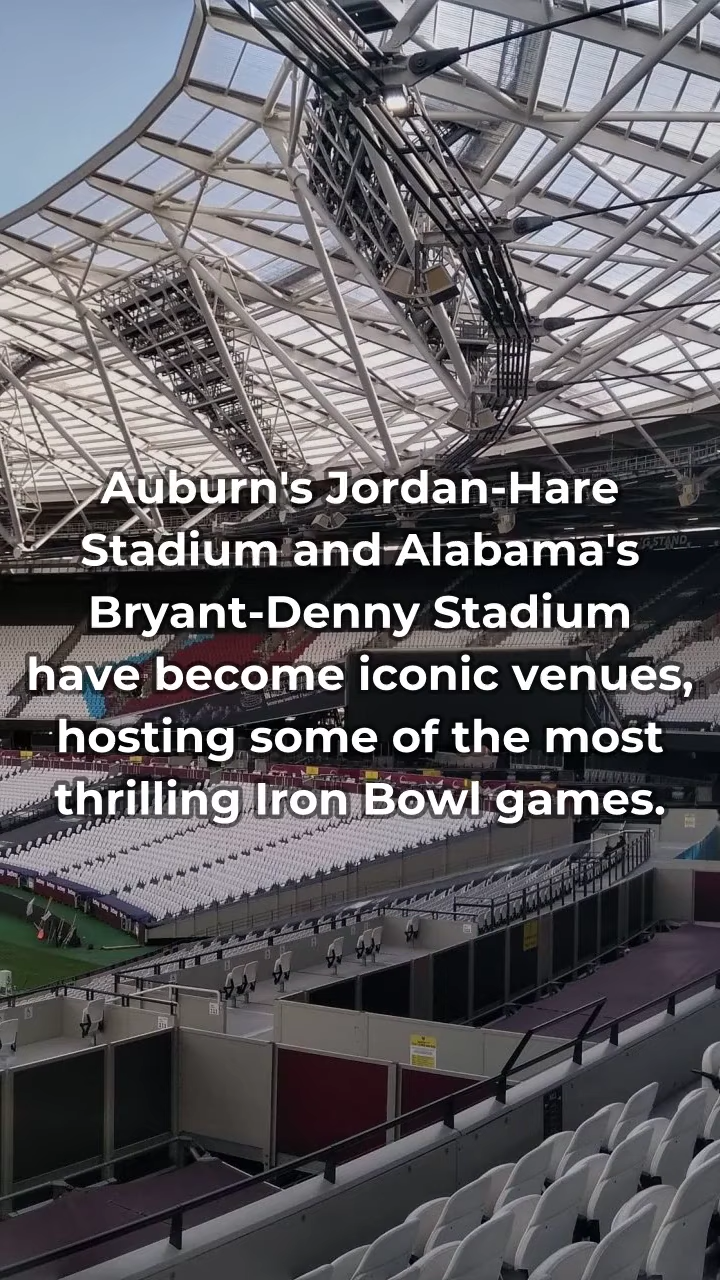 Auburn's Jordan-Hare
Stadium and Alabama's
Bryant-Denny Stadium
have become iconic venues,
hosting some of the most
thrilling Iron Bowl games.
STAND